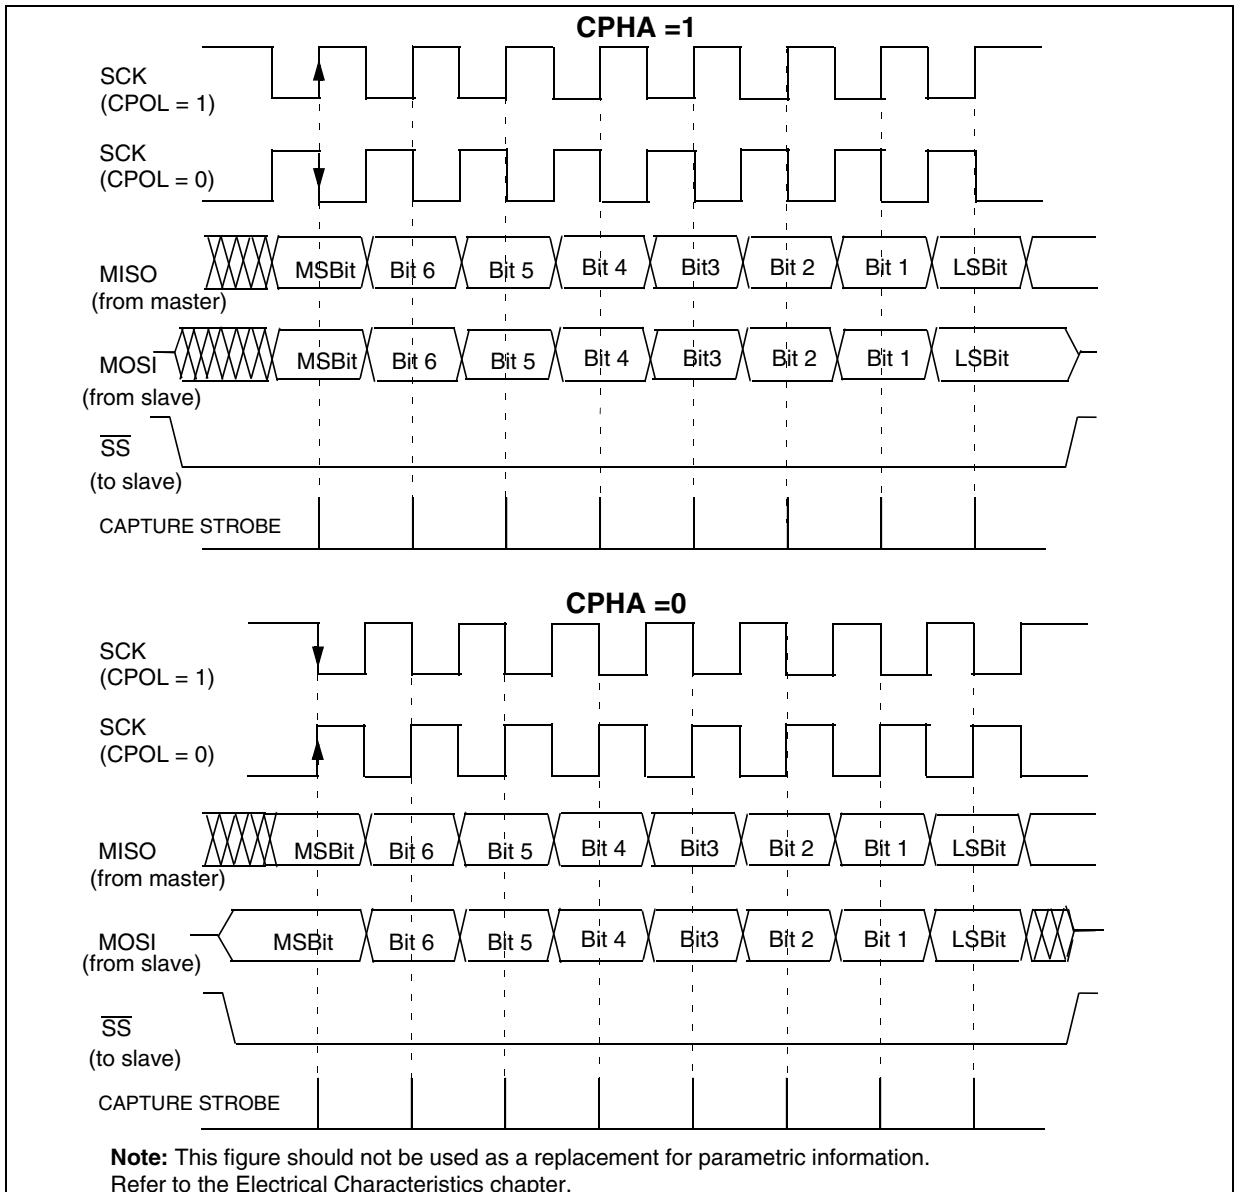 CPHA =1
SCK
(CPOL = 1)
SCK
(CPOL = 0)
MISO
(from master)
MSBit Bit 6 Bit 5 Bit 4 Bit3 Bit 2 Bit 1 LSBit
MOSI
(from slave)
MSBit Bit 6 Bit 5 Bit 4 Bit3 Bit 2 Bit 1 LSBit
SS
(to slave)
CAPTURE STROBE
CPHA =0
SCK
(CPOL = 1)
SCK
(CPOL = 0)
MISO
(from master)
MSBit Bit 6 Bit 5 Bit 4 Bit3 Bit 2 Bit 1 LSBit
MOSI
(from slave)
MSBit Bit 6 Bit 5 Bit 4 Bit3 Bit 2 Bit 1 LSBit
SS
(to slave)
CAPTURE STROBE
Note: This figure should not be used as a replacement for parametric information.
Refer to the Electrical Characteristics chapter.